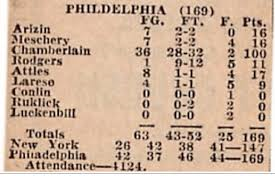 PHILDELPHIA (169)
FG. FT. F. Pts.
Arizin 7 2-2 0 16
Meschery 7 2-2 4 16
Chamberlain 36 28-32 2 100
Rodgers 1 9-12 5 11
Attles 8 1-1 4 17
Lareso 4 1-1 5 9
Conlin 0 0-0 1 0
Ruklick 0 0-2 2 0
Luckenbill 0 0-0 2 0
Totals 63 43-52 25 169
New York 26 42 38 41—147
Philadelphia 42 37 46 44—169
Attendance—4124.